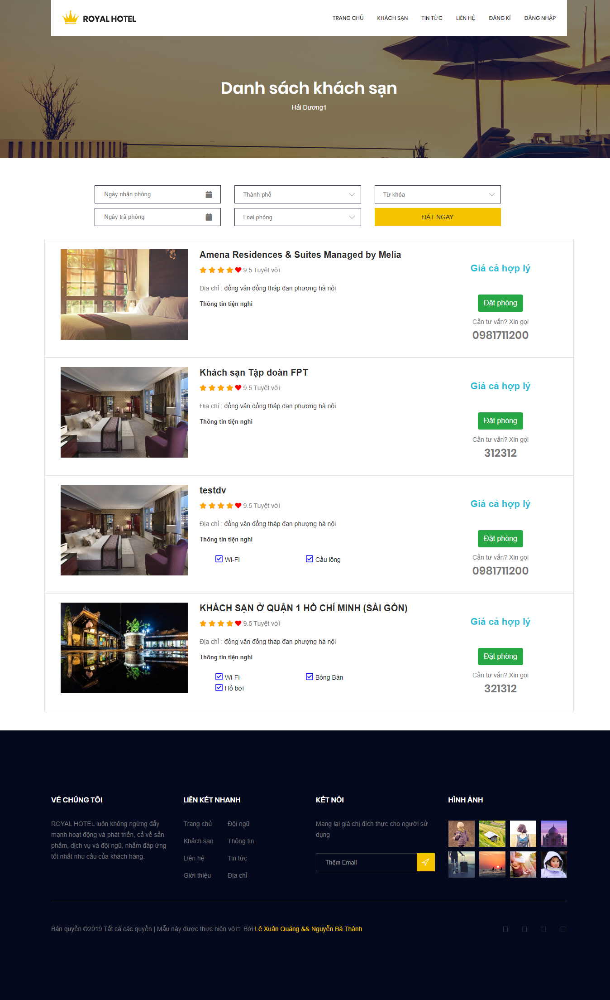 ROYAL HOTEL
TRANG CHỦ
KHÁCH SẠN
TIN TỨC
LIÊN HỆ
ĐĂNG KÍ
ĐĂNG NHẬP
Danh sách khách sạn
Hải Dương1
Ngày nhận phòng
Thành phố
Từ khóa
Ngày trả phòng
Loại phòng
ĐẶT NGAY
Amena Residences & Suites Managed by Melia
9.5 Tuyệt vời
Địa chỉ : đồng vân đồng tháp đan phượng hà nội
Thông tin tiện nghi
Giá cả hợp lý
Đặt phòng
Cần tư vấn? Xin gọi
0981711200
Khách sạn Tập đoàn FPT
9.5 Tuyệt vời
Địa chỉ : đồng vân đồng tháp đan phượng hà nội
Thông tin tiện nghi
Giá cả hợp lý
Đặt phòng
Cần tư vấn? Xin gọi
312312
testdv
9.5 Tuyệt vời
Địa chỉ : đồng vân đồng tháp đan phượng hà nội
Thông tin tiện nghi
Wi-Fi
Cầu lông
Giá cả hợp lý
Đặt phòng
Cần tư vấn? Xin gọi
0981711200
KHÁCH SẠN Ở QUẬN 1 HỒ CHÍ MINH (SÀI GÒN)
9.5 Tuyệt vời
Địa chỉ : đồng vân đồng tháp đan phượng hà nội
Thông tin tiện nghi
Wi-Fi
Bóng Bàn
Hồ bơi
Giá cả hợp lý
Đặt phòng
Cần tư vấn? Xin gọi
321312
VỀ CHÚNG TÔI
ROYAL HOTEL luôn không ngừng đẩy
mạnh hoạt động và phát triển, cả về sản
phẩm, dịch vụ và đội ngũ, nhằm đáp ứng
tốt nhất nhu cầu của khách hàng.
LIÊN KẾT NHANH
Trang chủ
Đội ngũ
Khách sạn
Thông tin
Liên hệ
Tin tức
Giới thiệu
Địa chỉ
KẾT NỐI
Mang lại giá chị đích thực cho người sử
dụng
Thêm Email
HÌNH ẢNH
Bản quyền ©2019 Tất cả các quyền | Mẫu này được thực hiện với Bởi Lê Xuân Quảng && Nguyễn Bá Thành